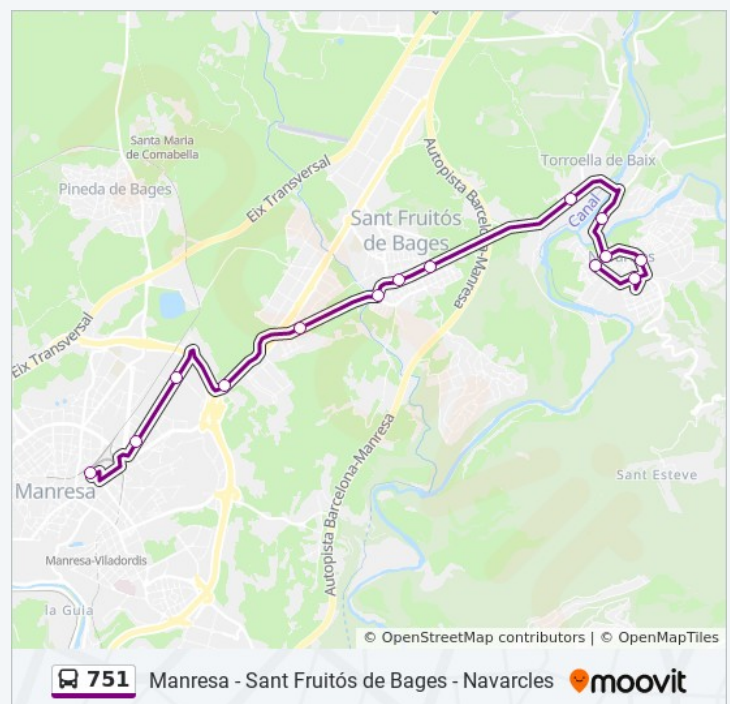 Santa Maria
de Comabella
Torroella de Baix
Pineda de Bages
Eix Transversal
Autopista Barcelona-Manresa
Sant Fruitós
de Bages
Canal
Eix Transversal
Manresa
Sant Esteve
Autopista Barcelona-Manresa
Manresa-Viladordis
la Gula
© OpenStreetMap contributors | © OpenMapTiles
751 Manresa - Sant Fruitós de Bages - Navarcles moovit